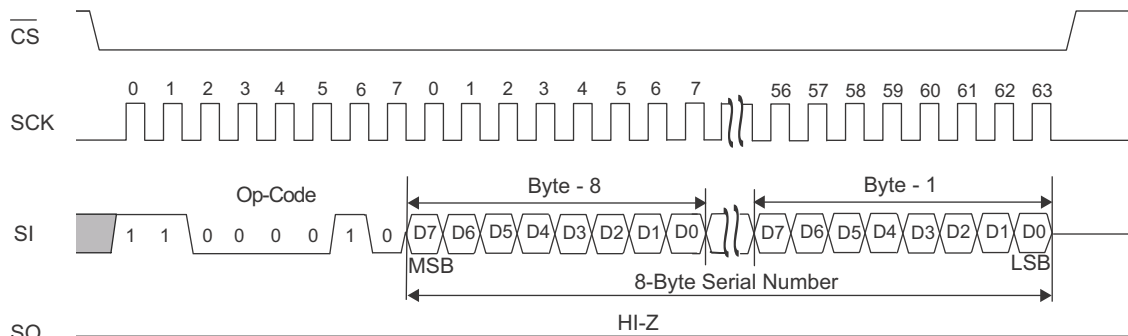 CS
0 1 2 3 4 5 6 7 0 1 2 3 4 5 6 7 56 57 58 59 60 61 62 63
SCK
Op-Code Byte - 8 Byte - 1
SI 1 1 0 0 0 0 1 0 D7 D6 D5 D4 D3 D2 D1 D0 D7 D6 D5 D4 D3 D2 D1 D0
MSB LSB
8-Byte Serial Number
HI-Z
SO